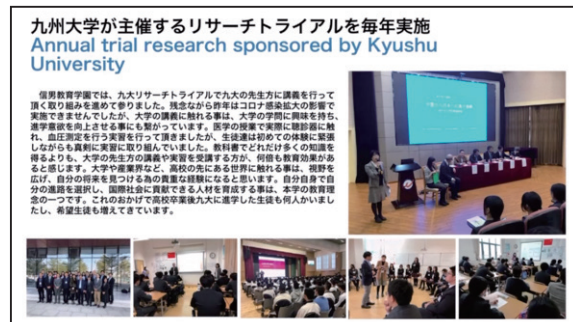 九州大学が主催するリサーチトライアルを毎年実施
Annual trial research sponsored by Kyushu
University
信男教育学園では、九大リサーチトライアルで九大の先生方に講義を行って
頂く取り組みを進めて参りました。残念ながら昨年はコロナ感染拡大の影響で
実施できませんでしたが、大学の講義に触れる事は、大学の学問に興味を持ち、
進学意欲を向上させる事にも繋がっています。医学の授業で実際に聴診器に触
れ、血圧測定を行う実習を行って頂きましたが、生徒達は初めての体験に緊張
しながらも真剣に実習に取り組んでいました。教科書でどれだけ多くの知識を
得るよりも、大学の先生方の講義や実習を受講する方が、何倍も教育効果があ
ると感じます。大学や産業界など、高校の先にある世界に触れる事は、視野を
広げ、自分の将来を見つける為の貴重な経験になると思います。自分自身で自
分の進路を選択し、国際社会に貢献できる人材を育成する事は、本学の教育理
念の一つです。これのおかげで高校卒業後九大に進学した生徒も何人かいまし
たし、希望生徒も増えてきています。